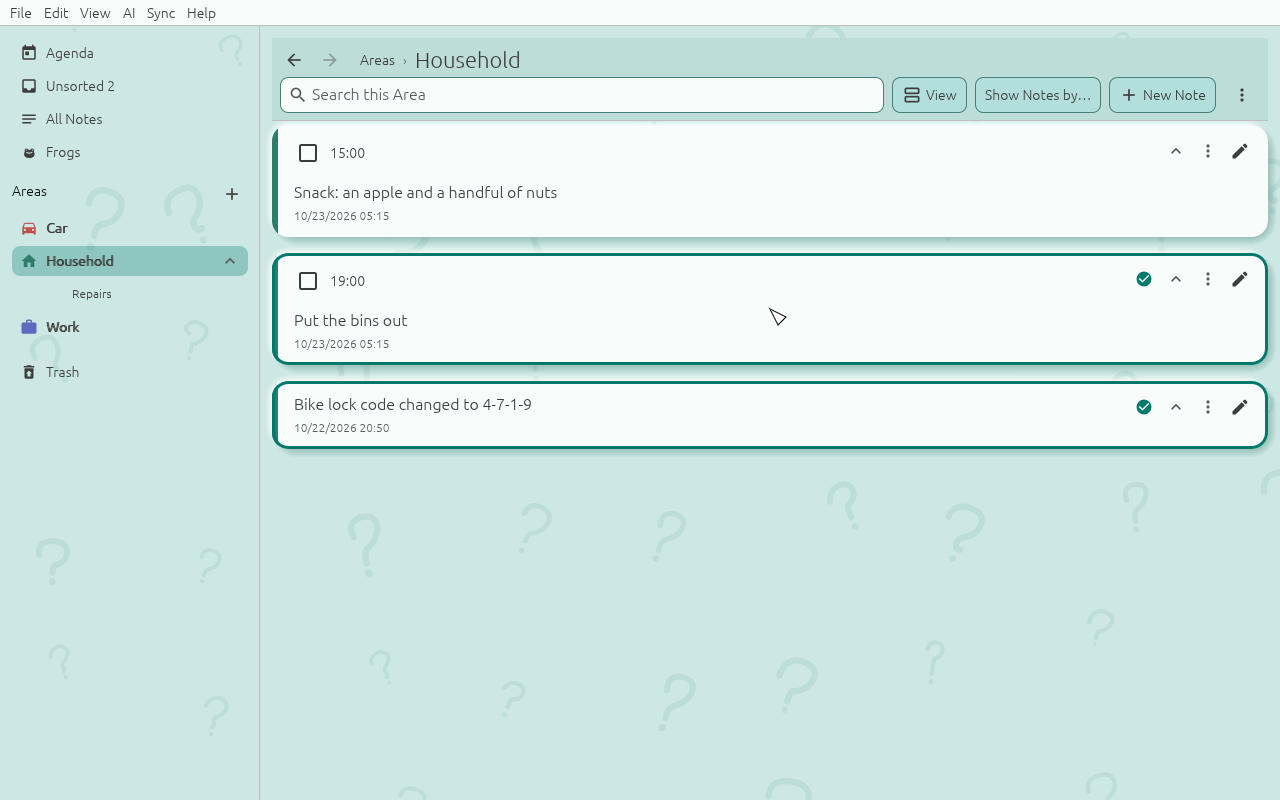 File Edit View AI Sync Help
Agenda
Unsorted 2
All Notes
Frogs
Areas
Car
Household
Repairs
Work
Trash
Areas › Household
Search this Area
View
Show Notes by...
New Note
15:00
Snack: an apple and a handful of nuts
10/23/2026 05:15
19:00
Put the bins out
10/23/2026 05:15
Bike lock code changed to 4-7-1-9
10/22/2026 20:50